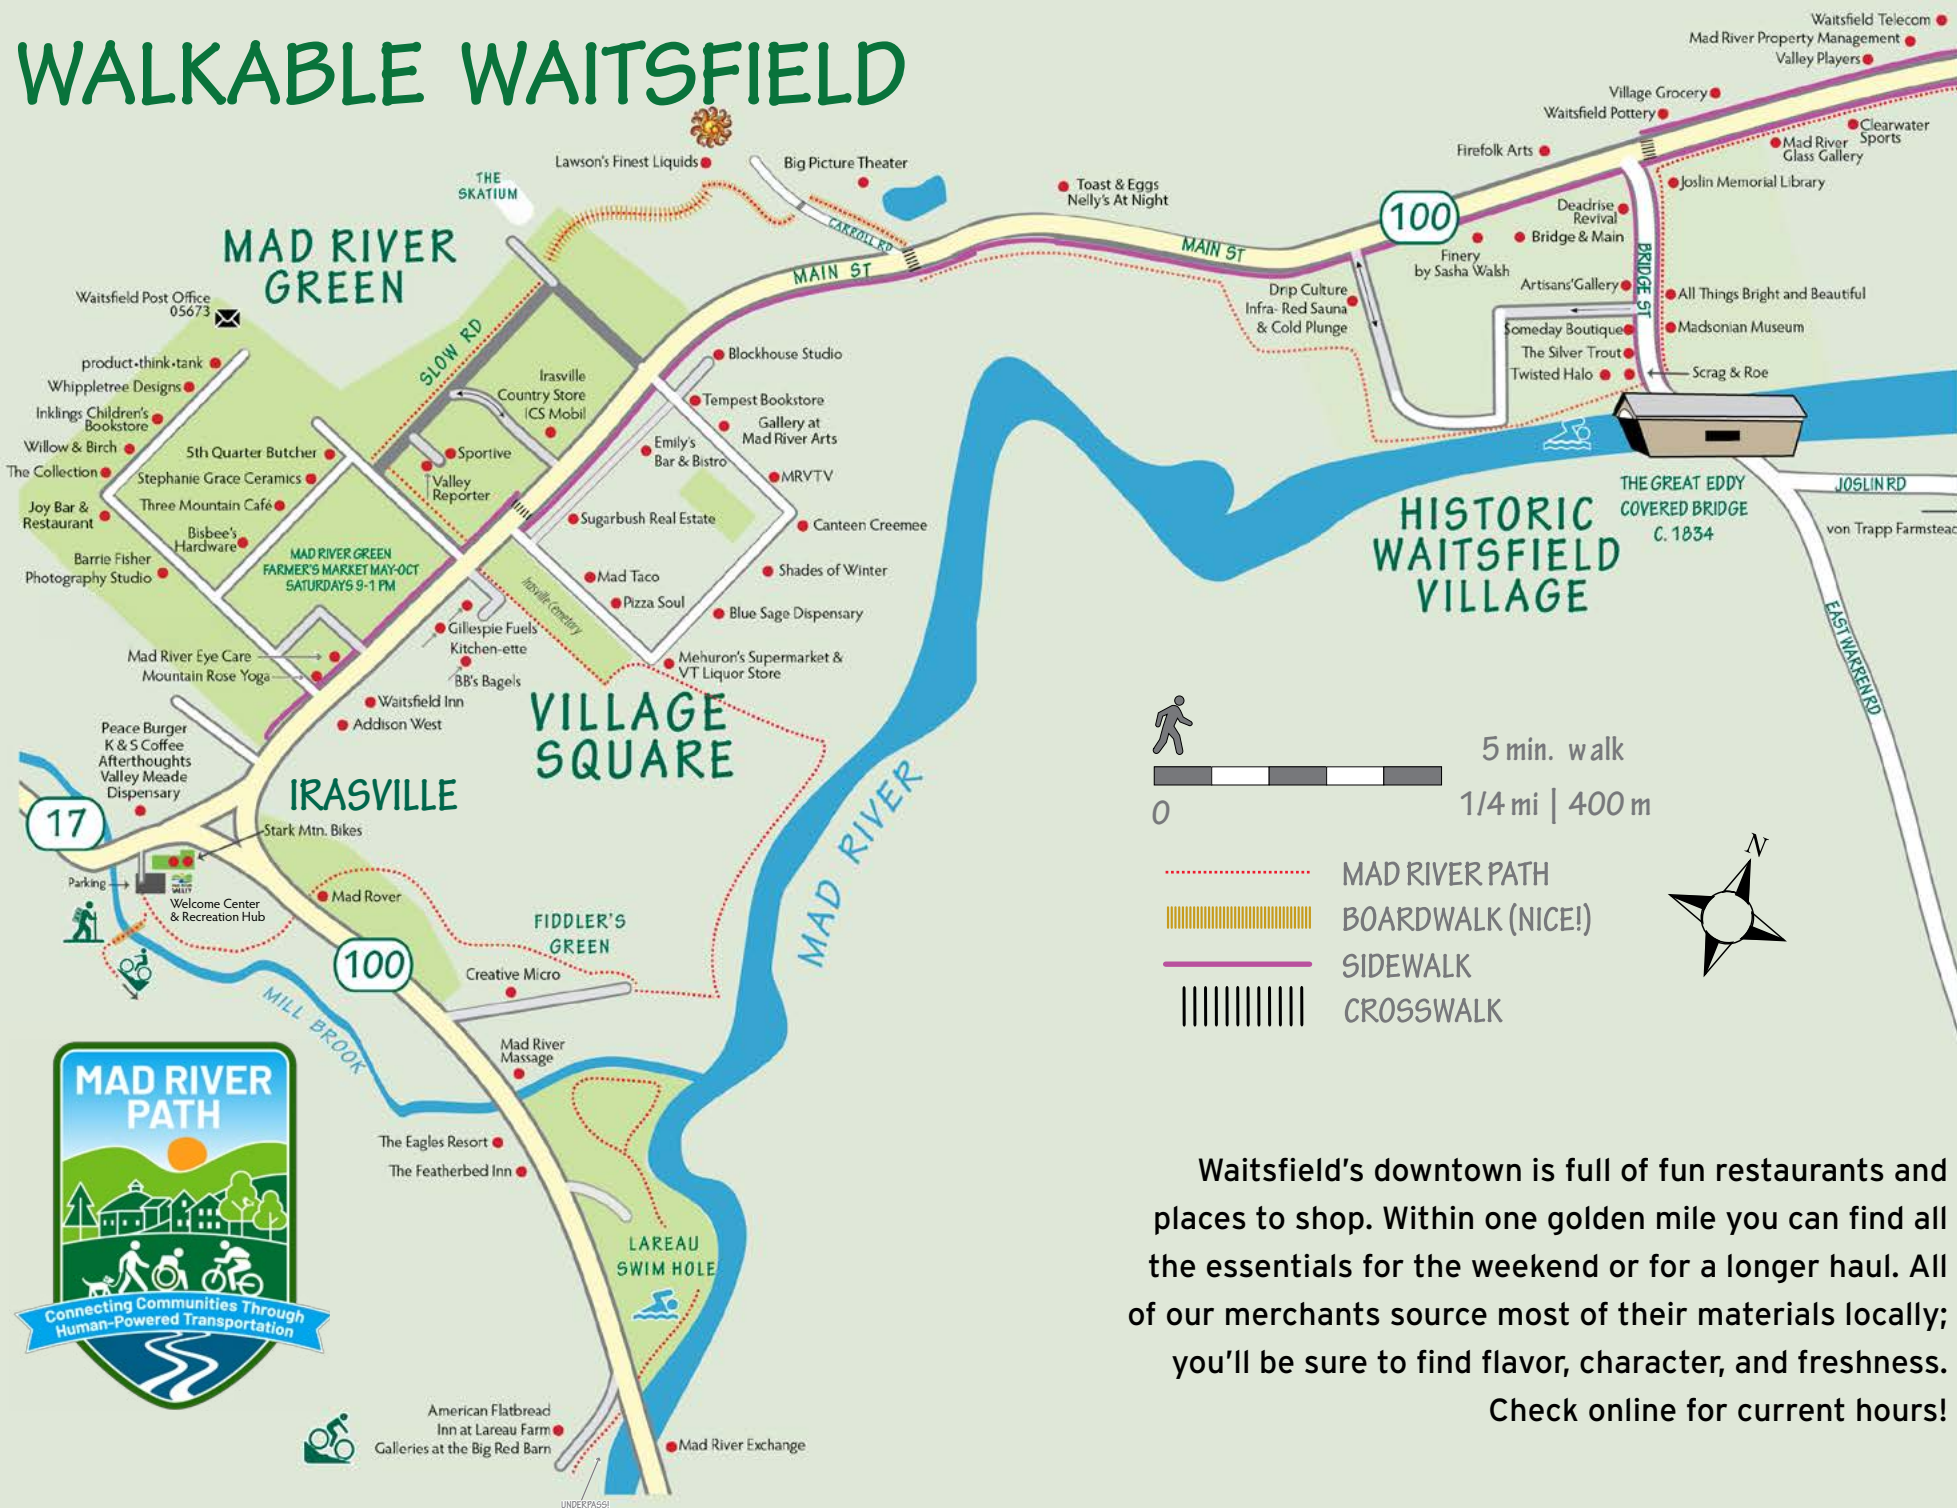 WALKABLE WAITSFIELD
Waitsfield Telecom
Mad River Property Management
Valley Players
Village Grocery
Waitsfield Pottery
Firefolk Arts
Clearwater
Sports
Mad River
Glass Gallery
Joslin Memorial Library
Lawson's Finest Liquids
Big Picture Theater
THE
SKATIUM
Toast & Eggs
Nelly's At Night
100
Deadrise
Revival
Bridge & Main
Finery
by Sasha Walsh
CARROLL RD
MAIN ST
MAIN ST
BRIDGE ST
MAD RIVER
GREEN
Artisans'Gallery
All Things Bright and Beautiful
Drip Culture
Infra- Red Sauna
& Cold Plunge
Someday Boutique
Madsonian Museum
The Silver Trout
Twisted Halo
Scrag & Roe
Waitsfield Post Office
05673
SLOW RD
product•think•tank
Whippletree Designs
Inklings Children's
Bookstore
Willow & Birch
The Collection
Joy Bar &
Restaurant
Barrie Fisher
Photography Studio
5th Quarter Butcher
Stephanie Grace Ceramics
Three Mountain Café
Bisbee's
Hardware
MAD RIVER GREEN
FARMER'S MARKET MAY-OCT
SATURDAYS 9-1 PM
Irasville
Country Store
ICS Mobil
Sportive
Valley
Reporter
Blockhouse Studio
Tempest Bookstore
Gallery at
Mad River Arts
Emily's
Bar & Bistro
MRVTV
Sugarbush Real Estate
Canteen Creemee
Mad Taco
Shades of Winter
Pizza Soul
Blue Sage Dispensary
Irasville Cemetery
Mehuron's Supermarket &
VT Liquor Store
Gillespie Fuels
Kitchen-ette
BB's Bagels
Mad River Eye Care
Mountain Rose Yoga
Waitsfield Inn
Addison West
VILLAGE
SQUARE
THE GREAT EDDY
COVERED BRIDGE
C. 1834
JOSLIN RD
von Trapp Farmstead
EAST WARREN RD
HISTORIC
WAITSFIELD
VILLAGE
Peace Burger
K & S Coffee
Afterthoughts
Valley Meade
Dispensary
IRASVILLE
17
Stark Mtn. Bikes
Parking
Welcome Center
& Recreation Hub
Mad Rover
FIDDLER'S
GREEN
100
Creative Micro
MILL BROOK
MAD RIVER
Mad River
Massage
The Eagles Resort
The Featherbed Inn
LAREAU
SWIM HOLE
American Flatbread
Inn at Lareau Farm
Galleries at the Big Red Barn
Mad River Exchange
UNDERPASS!
5 min. walk
0
1/4 mi | 400 m
N
MAD RIVER PATH
BOARDWALK (NICE!)
SIDEWALK
CROSSWALK
MAD RIVER
PATH
Connecting Communities Through
Human-Powered Transportation
Waitsfield's downtown is full of fun restaurants and
places to shop. Within one golden mile you can find all
the essentials for the weekend or for a longer haul. All
of our merchants source most of their materials locally;
you'll be sure to find flavor, character, and freshness.
Check online for current hours!